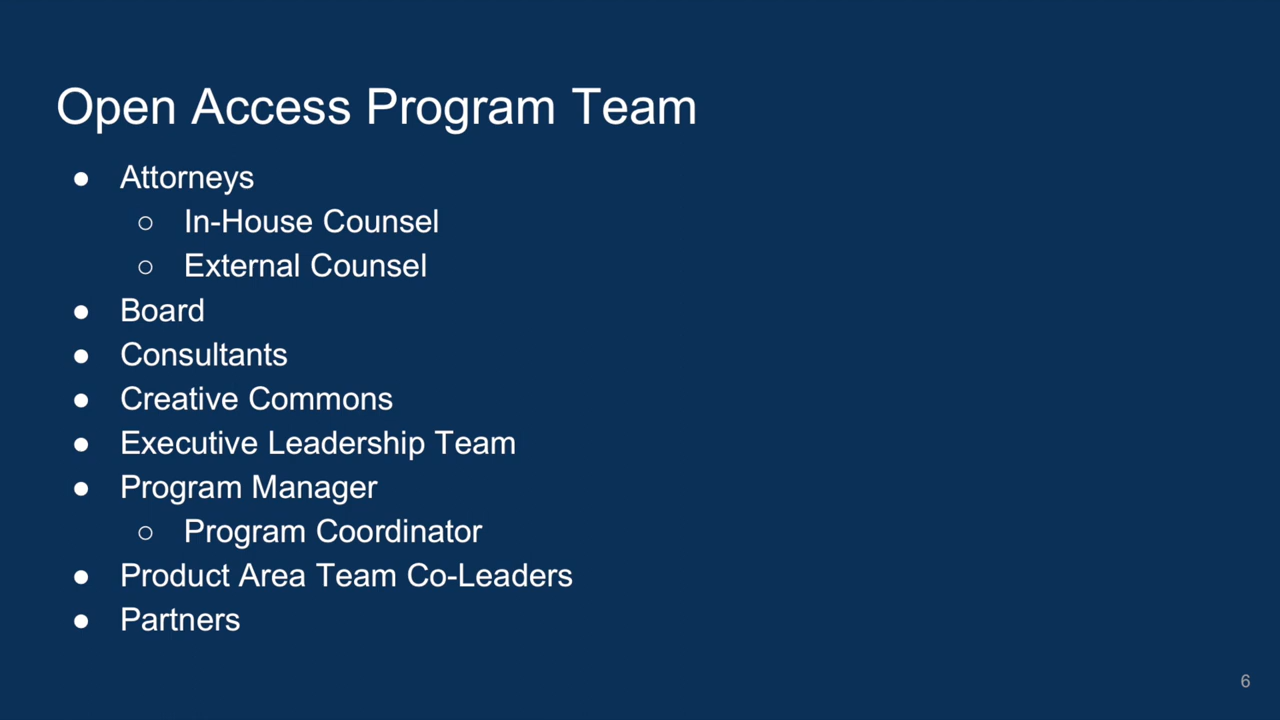 Open Access Program Team
● Attorneys
○ In-House Counsel
○ External Counsel
● Board
● Consultants
● Creative Commons
● Executive Leadership Team
● Program Manager
○ Program Coordinator
● Product Area Team Co-Leaders
● Partners
6